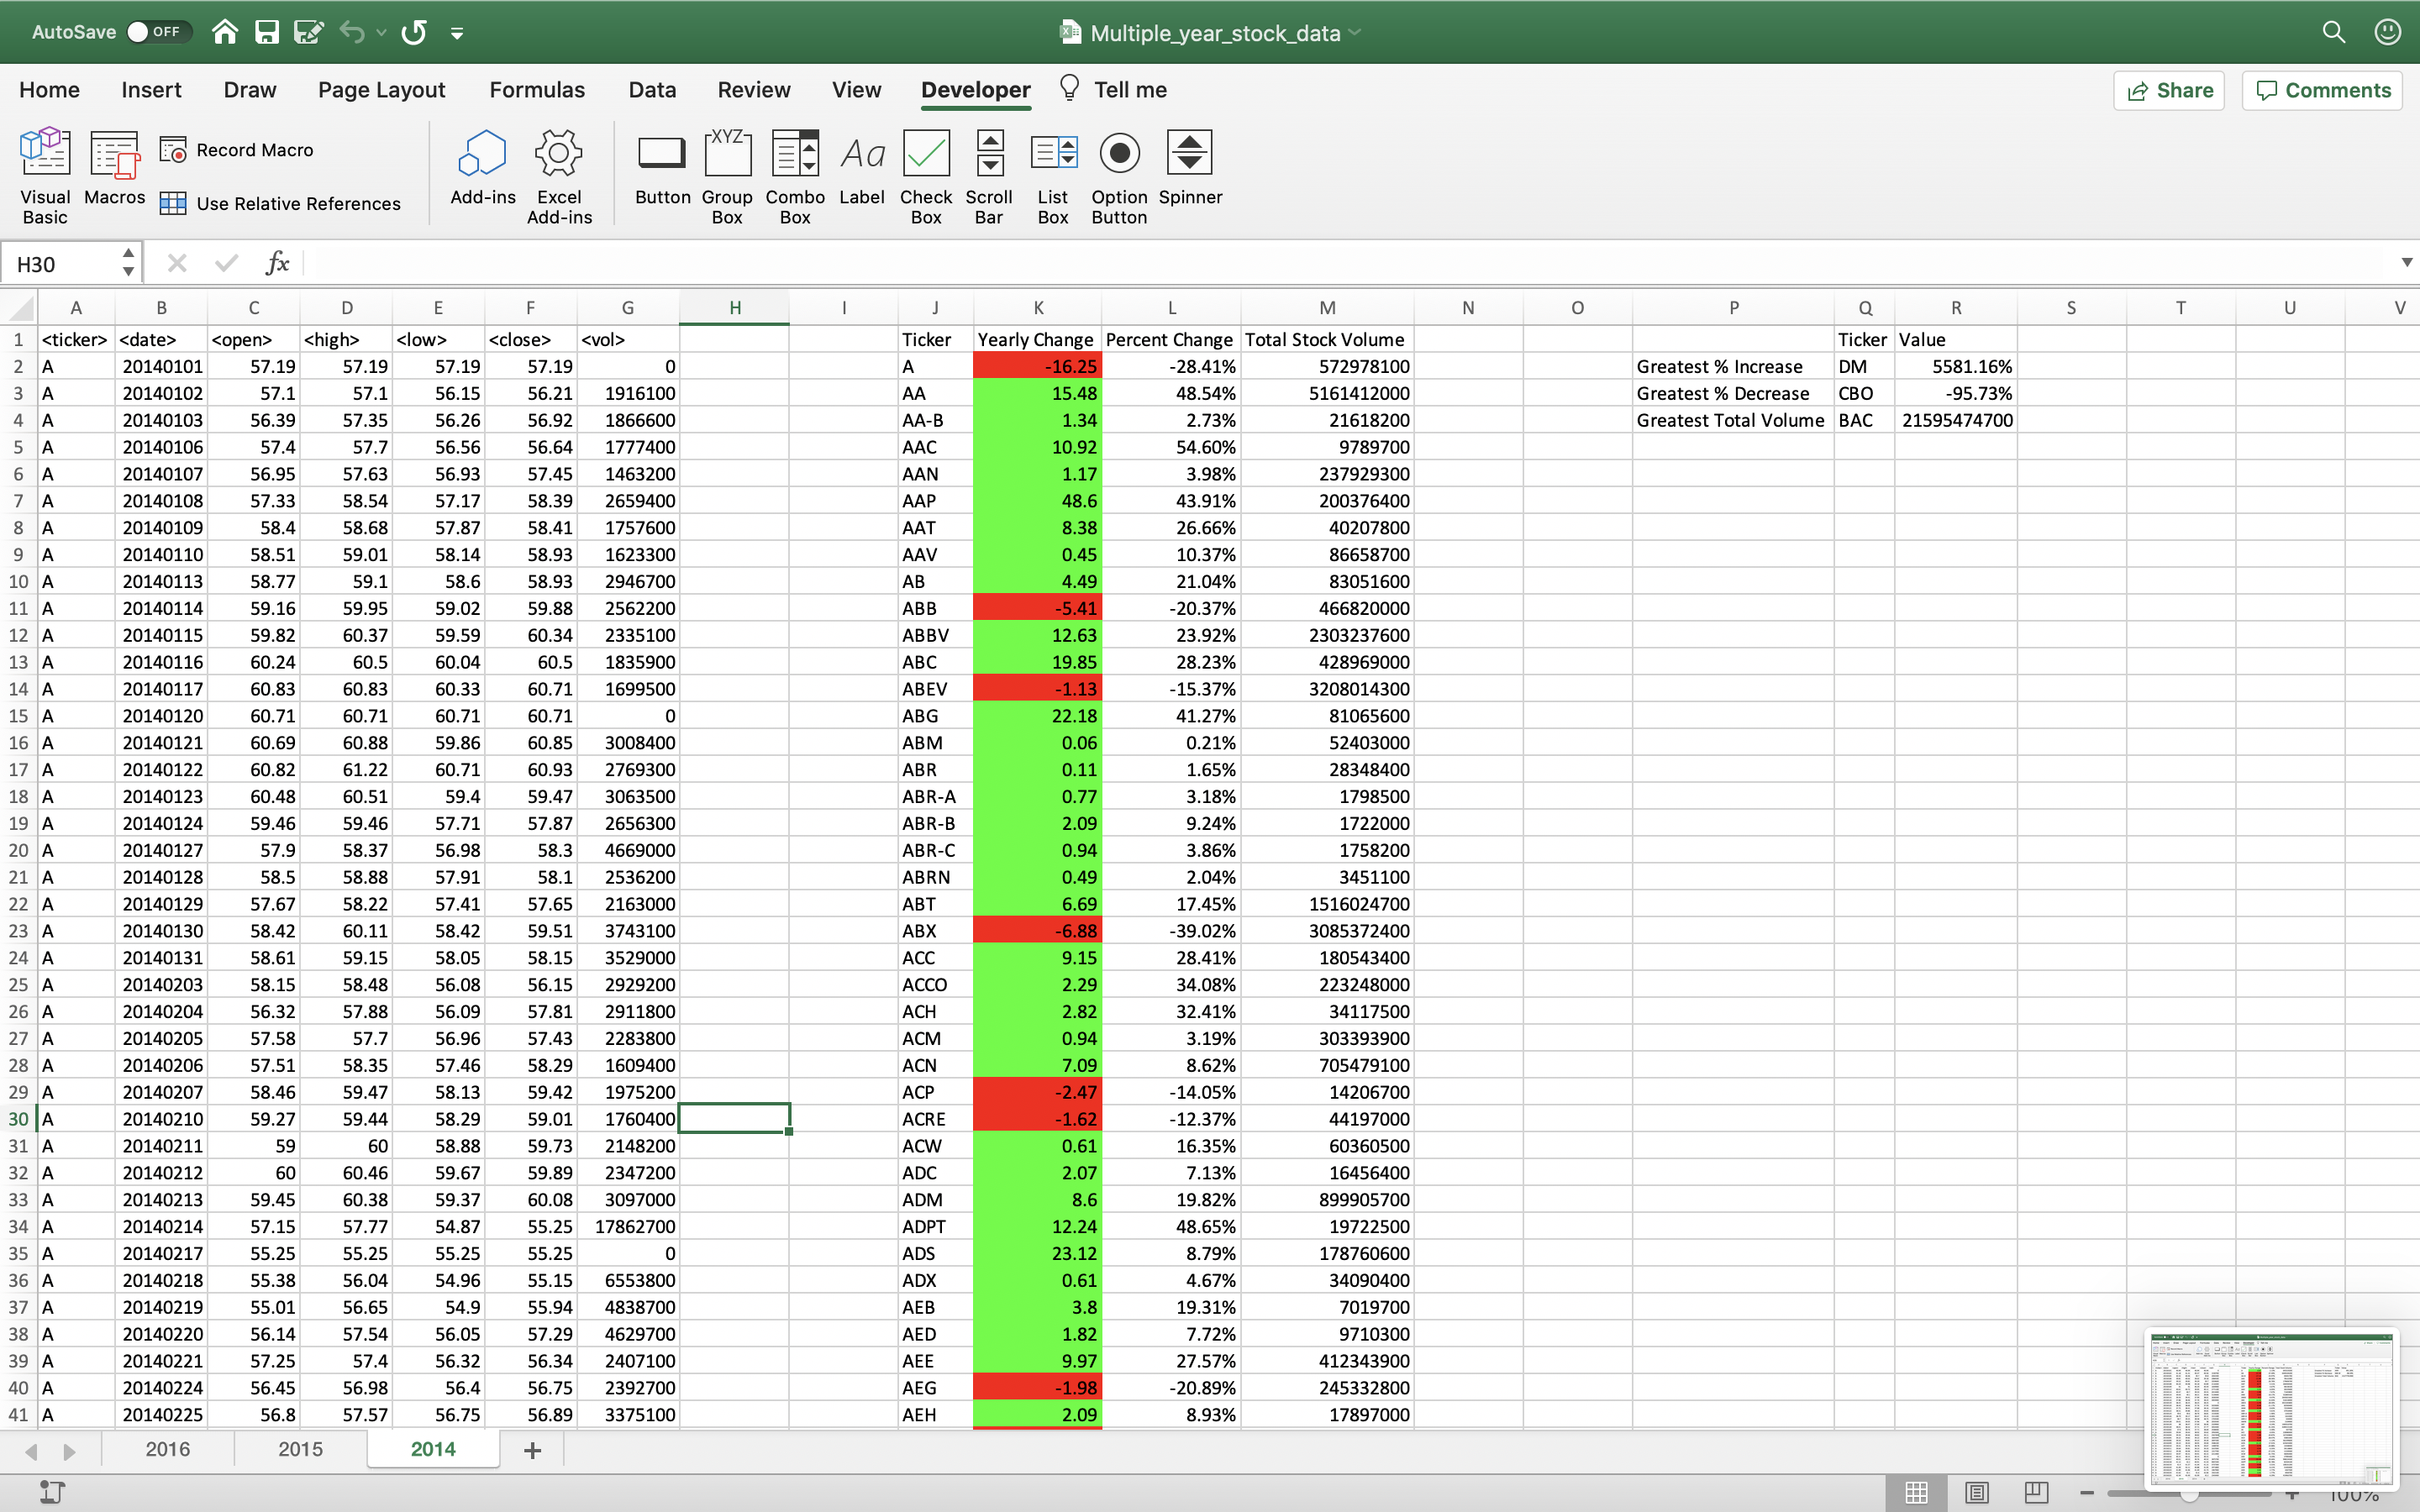 AutoSave OFF Multiple_year_stock_data
Home Insert Draw Page Layout Formulas Data Review View Developer Tell me Share Comments
Visual Basic Macros Record Macro Use Relative References Add-ins Excel Add-ins Button Group Box Combo Box Label Check Box Scroll Bar List Box Option Button Spinner
XYZ Aa
H30 fx
A B C D E F G H I J K L M N O P Q R S T U V
1 <ticker> <date> <open> <high> <low> <close> <vol> Ticker Yearly Change Percent Change Total Stock Volume Ticker Value
2 A 20140101 57.19 57.19 57.19 57.19 0 A -16.25 -28.41% 572978100 Greatest % Increase DM 5581.16%
3 A 20140102 57.1 57.1 56.15 56.21 1916100 AA 15.48 48.54% 5161412000 Greatest % Decrease CBO -95.73%
4 A 20140103 56.39 57.35 56.26 56.92 1866600 AA-B 1.34 2.73% 21618200 Greatest Total Volume BAC 21595474700
5 A 20140106 57.4 57.7 56.56 56.64 1777400 AAC 10.92 54.60% 9789700
6 A 20140107 56.95 57.63 56.93 57.45 1463200 AAN 1.17 3.98% 237929300
7 A 20140108 57.33 58.54 57.17 58.39 2659400 AAP 48.6 43.91% 200376400
8 A 20140109 58.4 58.68 57.87 58.41 1757600 AAT 8.38 26.66% 40207800
9 A 20140110 58.51 59.01 58.14 58.93 1623300 AAV 0.45 10.37% 86658700
10 A 20140113 58.77 59.1 58.6 58.93 2946700 AB 4.49 21.04% 83051600
11 A 20140114 59.16 59.95 59.02 59.88 2562200 ABB -5.41 -20.37% 466820000
12 A 20140115 59.82 60.37 59.59 60.34 2335100 ABBV 12.63 23.92% 2303237600
13 A 20140116 60.24 60.5 60.04 60.5 1835900 ABC 19.85 28.23% 428969000
14 A 20140117 60.83 60.83 60.33 60.71 1699500 ABEV -1.13 -15.37% 3208014300
15 A 20140120 60.71 60.71 60.71 60.71 0 ABG 22.18 41.27% 81065600
16 A 20140121 60.69 60.88 59.86 60.85 3008400 ABM 0.06 0.21% 52403000
17 A 20140122 60.82 61.22 60.71 60.93 2769300 ABR 0.11 1.65% 28348400
18 A 20140123 60.48 60.51 59.4 59.47 3063500 ABR-A 0.77 3.18% 1798500
19 A 20140124 59.46 59.46 57.71 57.87 2656300 ABR-B 2.09 9.24% 1722000
20 A 20140127 57.9 58.37 56.98 58.3 4669000 ABR-C 0.94 3.86% 1758200
21 A 20140128 58.5 58.88 57.91 58.1 2536200 ABRN 0.49 2.04% 3451100
22 A 20140129 57.67 58.22 57.41 57.65 2163000 ABT 6.69 17.45% 1516024700
23 A 20140130 58.42 60.11 58.42 59.51 3743100 ABX -6.88 -39.02% 3085372400
24 A 20140131 58.61 59.15 58.05 58.15 3529000 ACC 9.15 28.41% 180543400
25 A 20140203 58.15 58.48 56.08 56.15 2929200 ACCO 2.29 34.08% 223248000
26 A 20140204 56.32 57.88 56.09 57.81 2911800 ACH 2.82 32.41% 34117500
27 A 20140205 57.58 57.7 56.96 57.43 2283800 ACM 0.94 3.19% 303393900
28 A 20140206 57.51 58.35 57.46 58.29 1609400 ACN 7.09 8.62% 705479100
29 A 20140207 58.46 59.47 58.13 59.42 1975200 ACP -2.47 -14.05% 14206700
30 A 20140210 59.27 59.44 58.29 59.01 1760400 ACRE -1.62 -12.37% 44197000
31 A 20140211 59 60 58.88 59.73 2148200 ACW 0.61 16.35% 60360500
32 A 20140212 60 60.46 59.67 59.89 2347200 ADC 2.07 7.13% 16456400
33 A 20140213 59.45 60.38 59.37 60.08 3097000 ADM 8.6 19.82% 899905700
34 A 20140214 57.15 57.77 54.87 55.25 17862700 ADPT 12.24 48.65% 19722500
35 A 20140217 55.25 55.25 55.25 55.25 0 ADS 23.12 8.79% 178760600
36 A 20140218 55.38 56.04 54.96 55.15 6553800 ADX 0.61 4.67% 34090400
37 A 20140219 55.01 56.65 54.9 55.94 4838700 AEB 3.8 19.31% 7019700
38 A 20140220 56.14 57.54 56.05 57.29 4629700 AED 1.82 7.72% 9710300
39 A 20140221 57.25 57.4 56.32 56.34 2407100 AEE 9.97 27.57% 412343900
40 A 20140224 56.45 56.98 56.4 56.75 2392700 AEG -1.98 -20.89% 245332800
41 A 20140225 56.8 57.57 56.75 56.89 3375100 AEH 2.09 8.93% 17897000
2016 2015 2014 +
100%